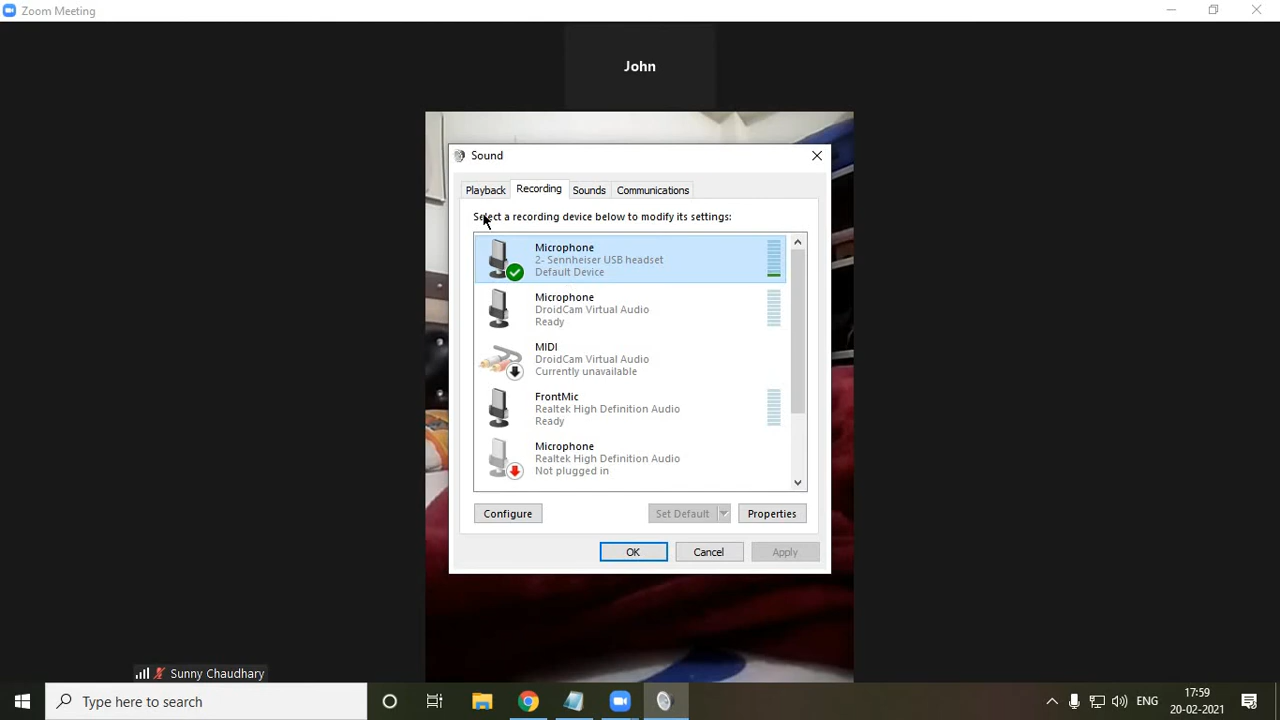 Zoom Meeting
John
Sound
Playback
Recording
Sounds
Communications
Select a recording device below to modify its settings:
Microphone
2- Sennheiser USB headset
Default Device
Microphone
DroidCam Virtual Audio
Ready
MIDI
DroidCam Virtual Audio
Currently unavailable
FrontMic
Realtek High Definition Audio
Ready
Microphone
Realtek High Definition Audio
Not plugged in
Configure
Set Default
Properties
OK
Cancel
Apply
Sunny Chaudhary
Type here to search
ENG
17:59
20-02-2021